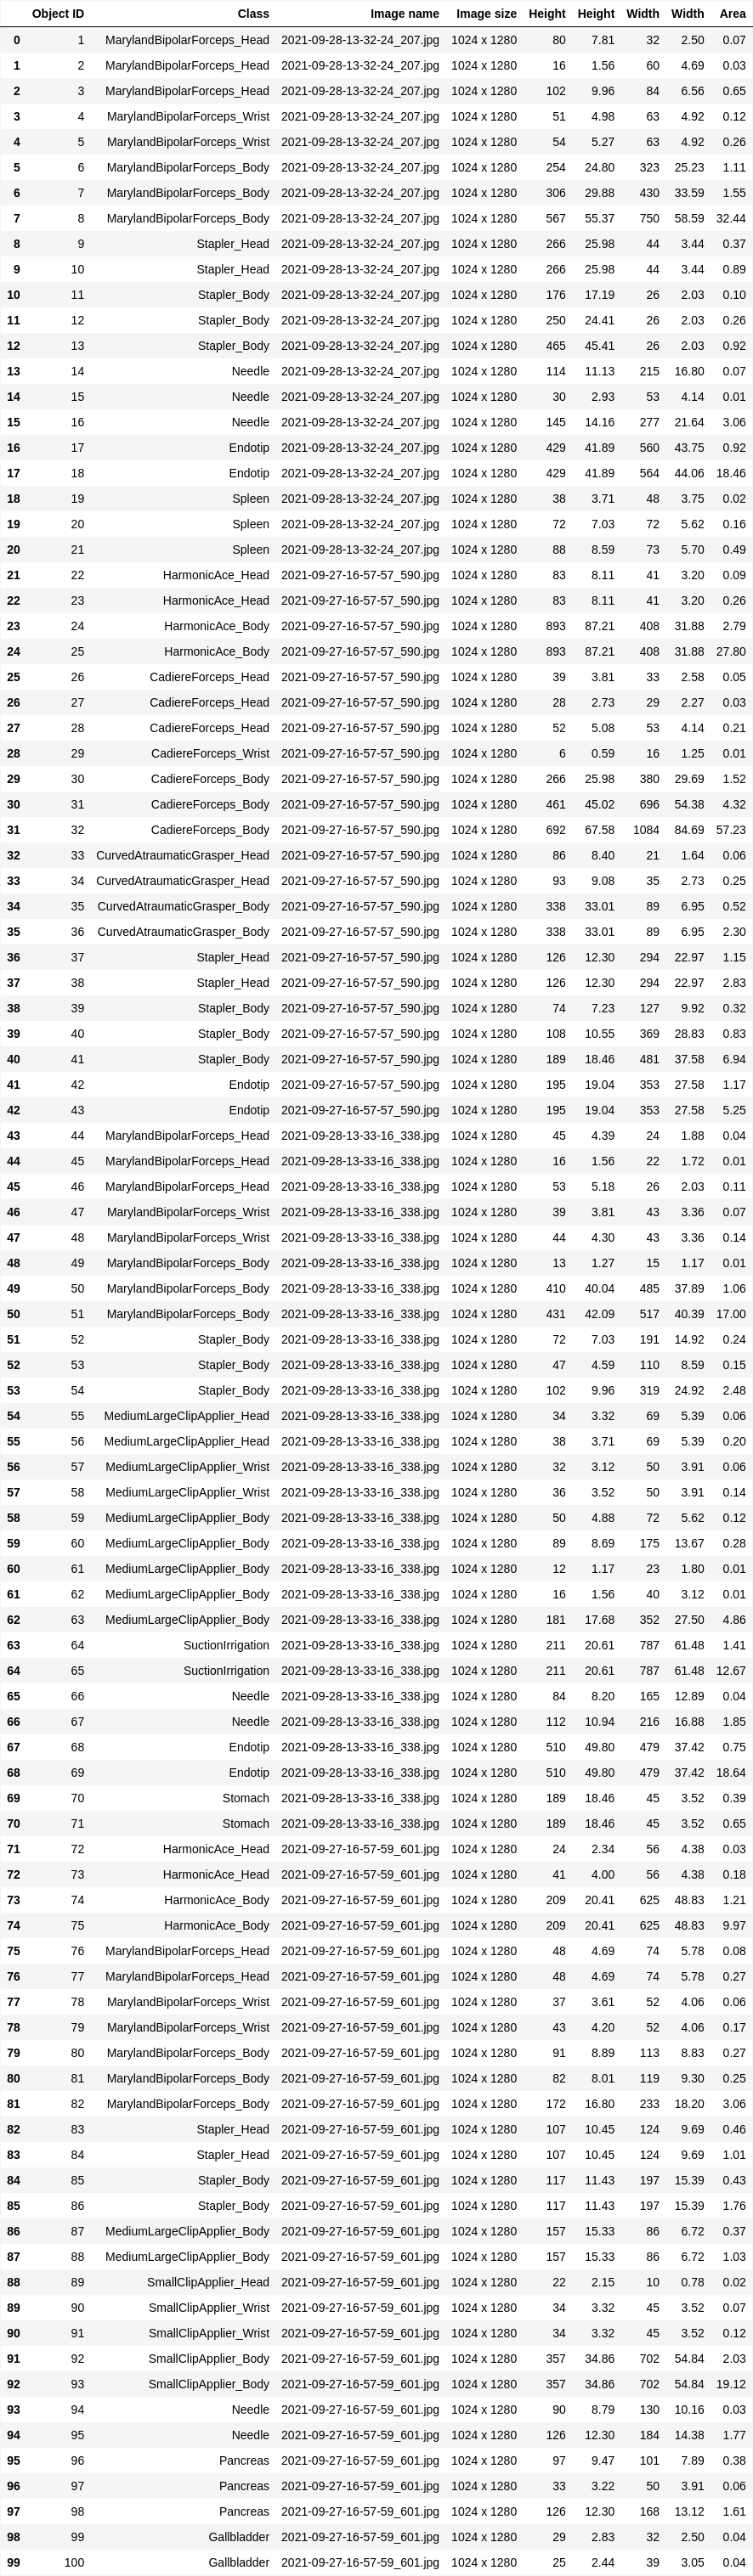 Object ID Class Image name Image size Height Height Width Width Area
0 1 MarylandBipolarForceps_Head 2021-09-28-13-32-24_207.jpg 1024 x 1280 80 7.81 32 2.50 0.07
1 2 MarylandBipolarForceps_Head 2021-09-28-13-32-24_207.jpg 1024 x 1280 16 1.56 60 4.69 0.03
2 3 MarylandBipolarForceps_Head 2021-09-28-13-32-24_207.jpg 1024 x 1280 102 9.96 84 6.56 0.65
3 4 MarylandBipolarForceps_Wrist 2021-09-28-13-32-24_207.jpg 1024 x 1280 51 4.98 63 4.92 0.12
4 5 MarylandBipolarForceps_Wrist 2021-09-28-13-32-24_207.jpg 1024 x 1280 54 5.27 63 4.92 0.26
5 6 MarylandBipolarForceps_Body 2021-09-28-13-32-24_207.jpg 1024 x 1280 254 24.80 323 25.23 1.11
6 7 MarylandBipolarForceps_Body 2021-09-28-13-32-24_207.jpg 1024 x 1280 306 29.88 430 33.59 1.55
7 8 MarylandBipolarForceps_Body 2021-09-28-13-32-24_207.jpg 1024 x 1280 567 55.37 750 58.59 32.44
8 9 Stapler_Head 2021-09-28-13-32-24_207.jpg 1024 x 1280 266 25.98 44 3.44 0.37
9 10 Stapler_Head 2021-09-28-13-32-24_207.jpg 1024 x 1280 266 25.98 44 3.44 0.89
10 11 Stapler_Body 2021-09-28-13-32-24_207.jpg 1024 x 1280 176 17.19 26 2.03 0.10
11 12 Stapler_Body 2021-09-28-13-32-24_207.jpg 1024 x 1280 250 24.41 26 2.03 0.26
12 13 Stapler_Body 2021-09-28-13-32-24_207.jpg 1024 x 1280 465 45.41 26 2.03 0.92
13 14 Needle 2021-09-28-13-32-24_207.jpg 1024 x 1280 114 11.13 215 16.80 0.07
14 15 Needle 2021-09-28-13-32-24_207.jpg 1024 x 1280 30 2.93 53 4.14 0.01
15 16 Needle 2021-09-28-13-32-24_207.jpg 1024 x 1280 145 14.16 277 21.64 3.06
16 17 Endotip 2021-09-28-13-32-24_207.jpg 1024 x 1280 429 41.89 560 43.75 0.92
17 18 Endotip 2021-09-28-13-32-24_207.jpg 1024 x 1280 429 41.89 564 44.06 18.46
18 19 Spleen 2021-09-28-13-32-24_207.jpg 1024 x 1280 38 3.71 48 3.75 0.02
19 20 Spleen 2021-09-28-13-32-24_207.jpg 1024 x 1280 72 7.03 72 5.62 0.16
20 21 Spleen 2021-09-28-13-32-24_207.jpg 1024 x 1280 88 8.59 73 5.70 0.49
21 22 HarmonicAce_Head 2021-09-27-16-57-57_590.jpg 1024 x 1280 83 8.11 41 3.20 0.09
22 23 HarmonicAce_Head 2021-09-27-16-57-57_590.jpg 1024 x 1280 83 8.11 41 3.20 0.26
23 24 HarmonicAce_Body 2021-09-27-16-57-57_590.jpg 1024 x 1280 893 87.21 408 31.88 2.79
24 25 HarmonicAce_Body 2021-09-27-16-57-57_590.jpg 1024 x 1280 893 87.21 408 31.88 27.80
25 26 CadiereForceps_Head 2021-09-27-16-57-57_590.jpg 1024 x 1280 39 3.81 33 2.58 0.05
26 27 CadiereForceps_Head 2021-09-27-16-57-57_590.jpg 1024 x 1280 28 2.73 29 2.27 0.03
27 28 CadiereForceps_Head 2021-09-27-16-57-57_590.jpg 1024 x 1280 52 5.08 53 4.14 0.21
28 29 CadiereForceps_Wrist 2021-09-27-16-57-57_590.jpg 1024 x 1280 6 0.59 16 1.25 0.01
29 30 CadiereForceps_Body 2021-09-27-16-57-57_590.jpg 1024 x 1280 266 25.98 380 29.69 1.52
30 31 CadiereForceps_Body 2021-09-27-16-57-57_590.jpg 1024 x 1280 461 45.02 696 54.38 4.32
31 32 CadiereForceps_Body 2021-09-27-16-57-57_590.jpg 1024 x 1280 692 67.58 1084 84.69 57.23
32 33 CurvedAtraumaticGrasper_Head 2021-09-27-16-57-57_590.jpg 1024 x 1280 86 8.40 21 1.64 0.06
33 34 CurvedAtraumaticGrasper_Head 2021-09-27-16-57-57_590.jpg 1024 x 1280 93 9.08 35 2.73 0.25
34 35 CurvedAtraumaticGrasper_Body 2021-09-27-16-57-57_590.jpg 1024 x 1280 338 33.01 89 6.95 0.52
35 36 CurvedAtraumaticGrasper_Body 2021-09-27-16-57-57_590.jpg 1024 x 1280 338 33.01 89 6.95 2.30
36 37 Stapler_Head 2021-09-27-16-57-57_590.jpg 1024 x 1280 126 12.30 294 22.97 1.15
37 38 Stapler_Head 2021-09-27-16-57-57_590.jpg 1024 x 1280 126 12.30 294 22.97 2.83
38 39 Stapler_Body 2021-09-27-16-57-57_590.jpg 1024 x 1280 74 7.23 127 9.92 0.32
39 40 Stapler_Body 2021-09-27-16-57-57_590.jpg 1024 x 1280 108 10.55 369 28.83 0.83
40 41 Stapler_Body 2021-09-27-16-57-57_590.jpg 1024 x 1280 189 18.46 481 37.58 6.94
41 42 Endotip 2021-09-27-16-57-57_590.jpg 1024 x 1280 195 19.04 353 27.58 1.17
42 43 Endotip 2021-09-27-16-57-57_590.jpg 1024 x 1280 195 19.04 353 27.58 5.25
43 44 MarylandBipolarForceps_Head 2021-09-28-13-33-16_338.jpg 1024 x 1280 45 4.39 24 1.88 0.04
44 45 MarylandBipolarForceps_Head 2021-09-28-13-33-16_338.jpg 1024 x 1280 16 1.56 22 1.72 0.01
45 46 MarylandBipolarForceps_Head 2021-09-28-13-33-16_338.jpg 1024 x 1280 53 5.18 26 2.03 0.11
46 47 MarylandBipolarForceps_Wrist 2021-09-28-13-33-16_338.jpg 1024 x 1280 39 3.81 43 3.36 0.07
47 48 MarylandBipolarForceps_Wrist 2021-09-28-13-33-16_338.jpg 1024 x 1280 44 4.30 43 3.36 0.14
48 49 MarylandBipolarForceps_Body 2021-09-28-13-33-16_338.jpg 1024 x 1280 13 1.27 15 1.17 0.01
49 50 MarylandBipolarForceps_Body 2021-09-28-13-33-16_338.jpg 1024 x 1280 410 40.04 485 37.89 1.06
50 51 MarylandBipolarForceps_Body 2021-09-28-13-33-16_338.jpg 1024 x 1280 431 42.09 517 40.39 17.00
51 52 Stapler_Body 2021-09-28-13-33-16_338.jpg 1024 x 1280 72 7.03 191 14.92 0.24
52 53 Stapler_Body 2021-09-28-13-33-16_338.jpg 1024 x 1280 47 4.59 110 8.59 0.15
53 54 Stapler_Body 2021-09-28-13-33-16_338.jpg 1024 x 1280 102 9.96 319 24.92 2.48
54 55 MediumLargeClipApplier_Head 2021-09-28-13-33-16_338.jpg 1024 x 1280 34 3.32 69 5.39 0.06
55 56 MediumLargeClipApplier_Head 2021-09-28-13-33-16_338.jpg 1024 x 1280 38 3.71 69 5.39 0.20
56 57 MediumLargeClipApplier_Wrist 2021-09-28-13-33-16_338.jpg 1024 x 1280 32 3.12 50 3.91 0.06
57 58 MediumLargeClipApplier_Wrist 2021-09-28-13-33-16_338.jpg 1024 x 1280 36 3.52 50 3.91 0.14
58 59 MediumLargeClipApplier_Body 2021-09-28-13-33-16_338.jpg 1024 x 1280 50 4.88 72 5.62 0.12
59 60 MediumLargeClipApplier_Body 2021-09-28-13-33-16_338.jpg 1024 x 1280 89 8.69 175 13.67 0.28
60 61 MediumLargeClipApplier_Body 2021-09-28-13-33-16_338.jpg 1024 x 1280 12 1.17 23 1.80 0.01
61 62 MediumLargeClipApplier_Body 2021-09-28-13-33-16_338.jpg 1024 x 1280 16 1.56 40 3.12 0.01
62 63 MediumLargeClipApplier_Body 2021-09-28-13-33-16_338.jpg 1024 x 1280 181 17.68 352 27.50 4.86
63 64 SuctionIrrigation 2021-09-28-13-33-16_338.jpg 1024 x 1280 211 20.61 787 61.48 1.41
64 65 SuctionIrrigation 2021-09-28-13-33-16_338.jpg 1024 x 1280 211 20.61 787 61.48 12.67
65 66 Needle 2021-09-28-13-33-16_338.jpg 1024 x 1280 84 8.20 165 12.89 0.04
66 67 Needle 2021-09-28-13-33-16_338.jpg 1024 x 1280 112 10.94 216 16.88 1.85
67 68 Endotip 2021-09-28-13-33-16_338.jpg 1024 x 1280 510 49.80 479 37.42 0.75
68 69 Endotip 2021-09-28-13-33-16_338.jpg 1024 x 1280 510 49.80 479 37.42 18.64
69 70 Stomach 2021-09-28-13-33-16_338.jpg 1024 x 1280 189 18.46 45 3.52 0.39
70 71 Stomach 2021-09-28-13-33-16_338.jpg 1024 x 1280 189 18.46 45 3.52 0.65
71 72 HarmonicAce_Head 2021-09-27-16-57-59_601.jpg 1024 x 1280 24 2.34 56 4.38 0.03
72 73 HarmonicAce_Head 2021-09-27-16-57-59_601.jpg 1024 x 1280 41 4.00 56 4.38 0.18
73 74 HarmonicAce_Body 2021-09-27-16-57-59_601.jpg 1024 x 1280 209 20.41 625 48.83 1.21
74 75 HarmonicAce_Body 2021-09-27-16-57-59_601.jpg 1024 x 1280 209 20.41 625 48.83 9.97
75 76 MarylandBipolarForceps_Head 2021-09-27-16-57-59_601.jpg 1024 x 1280 48 4.69 74 5.78 0.08
76 77 MarylandBipolarForceps_Head 2021-09-27-16-57-59_601.jpg 1024 x 1280 48 4.69 74 5.78 0.27
77 78 MarylandBipolarForceps_Wrist 2021-09-27-16-57-59_601.jpg 1024 x 1280 37 3.61 52 4.06 0.06
78 79 MarylandBipolarForceps_Wrist 2021-09-27-16-57-59_601.jpg 1024 x 1280 43 4.20 52 4.06 0.17
79 80 MarylandBipolarForceps_Body 2021-09-27-16-57-59_601.jpg 1024 x 1280 91 8.89 113 8.83 0.27
80 81 MarylandBipolarForceps_Body 2021-09-27-16-57-59_601.jpg 1024 x 1280 82 8.01 119 9.30 0.25
81 82 MarylandBipolarForceps_Body 2021-09-27-16-57-59_601.jpg 1024 x 1280 172 16.80 233 18.20 3.06
82 83 Stapler_Head 2021-09-27-16-57-59_601.jpg 1024 x 1280 107 10.45 124 9.69 0.46
83 84 Stapler_Head 2021-09-27-16-57-59_601.jpg 1024 x 1280 107 10.45 124 9.69 1.01
84 85 Stapler_Body 2021-09-27-16-57-59_601.jpg 1024 x 1280 117 11.43 197 15.39 0.43
85 86 Stapler_Body 2021-09-27-16-57-59_601.jpg 1024 x 1280 117 11.43 197 15.39 1.76
86 87 MediumLargeClipApplier_Body 2021-09-27-16-57-59_601.jpg 1024 x 1280 157 15.33 86 6.72 0.37
87 88 MediumLargeClipApplier_Body 2021-09-27-16-57-59_601.jpg 1024 x 1280 157 15.33 86 6.72 1.03
88 89 SmallClipApplier_Head 2021-09-27-16-57-59_601.jpg 1024 x 1280 22 2.15 10 0.78 0.02
89 90 SmallClipApplier_Wrist 2021-09-27-16-57-59_601.jpg 1024 x 1280 34 3.32 45 3.52 0.07
90 91 SmallClipApplier_Wrist 2021-09-27-16-57-59_601.jpg 1024 x 1280 34 3.32 45 3.52 0.12
91 92 SmallClipApplier_Body 2021-09-27-16-57-59_601.jpg 1024 x 1280 357 34.86 702 54.84 2.03
92 93 SmallClipApplier_Body 2021-09-27-16-57-59_601.jpg 1024 x 1280 357 34.86 702 54.84 19.12
93 94 Needle 2021-09-27-16-57-59_601.jpg 1024 x 1280 90 8.79 130 10.16 0.03
94 95 Needle 2021-09-27-16-57-59_601.jpg 1024 x 1280 126 12.30 184 14.38 1.77
95 96 Pancreas 2021-09-27-16-57-59_601.jpg 1024 x 1280 97 9.47 101 7.89 0.38
96 97 Pancreas 2021-09-27-16-57-59_601.jpg 1024 x 1280 33 3.22 50 3.91 0.06
97 98 Pancreas 2021-09-27-16-57-59_601.jpg 1024 x 1280 126 12.30 168 13.12 1.61
98 99 Gallbladder 2021-09-27-16-57-59_601.jpg 1024 x 1280 29 2.83 32 2.50 0.04
99 100 Gallbladder 2021-09-27-16-57-59_601.jpg 1024 x 1280 25 2.44 39 3.05 0.04